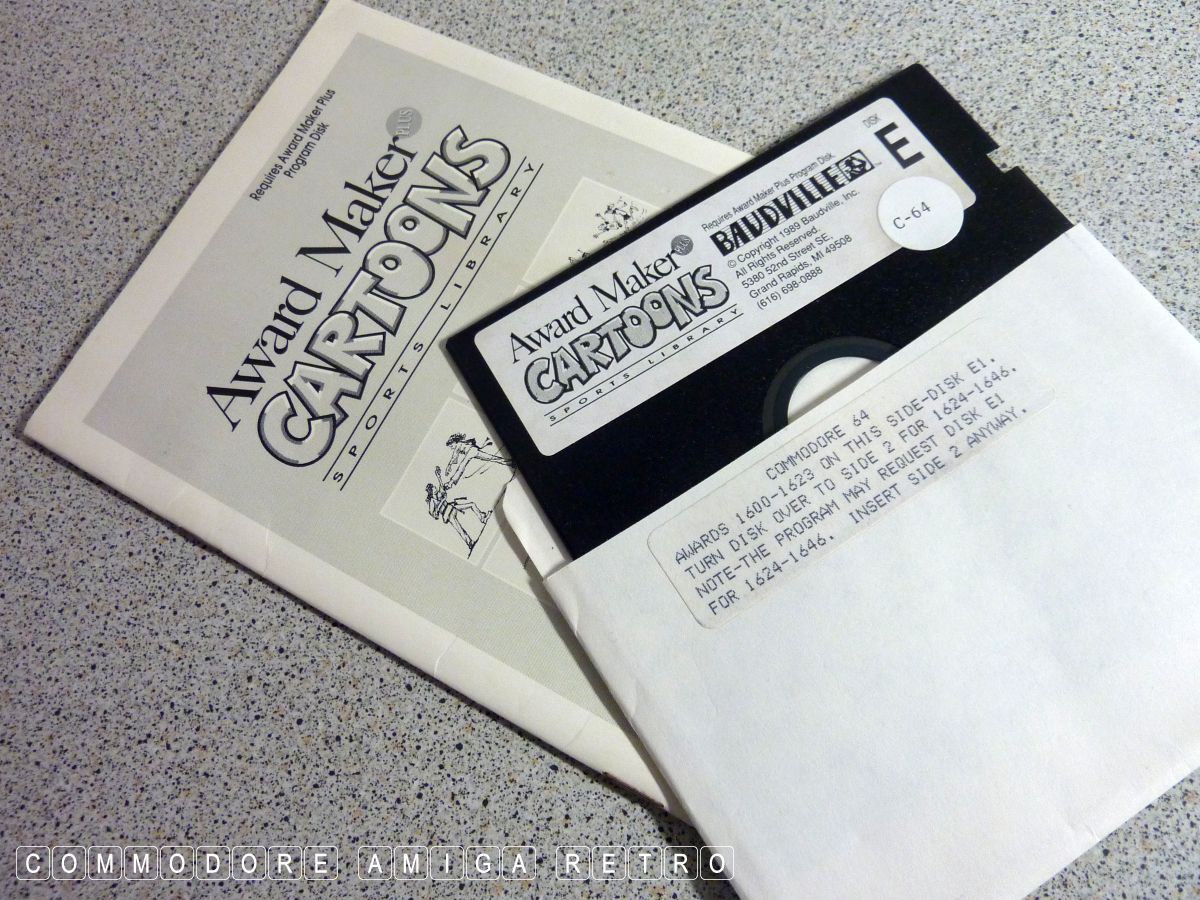 Requires Award Maker Plus
Program Disk
Award Maker PLUS
CARTOONS
SPORTS LIBRARY
Award Maker PLUS
CARTOONS
SPORTS LIBRARY
Requires Award Maker Plus Program Disk
BAUDVILLE™
© Copyright 1989 Baudville, Inc.
All Rights Reserved.
5380 52nd Street SE.
Grand Rapids, MI 49508
(616) 698-0888
DISK
E
C-64
COMMODORE 64
AWARDS 1600-1623 ON THIS SIDE-DISK E1.
TURN DISK OVER TO SIDE 2 FOR 1624-1646.
NOTE-THE PROGRAM MAY REQUEST DISK E1
FOR 1624-1646. INSERT SIDE 2 ANYWAY.
COMMODORE AMIGA RETRO